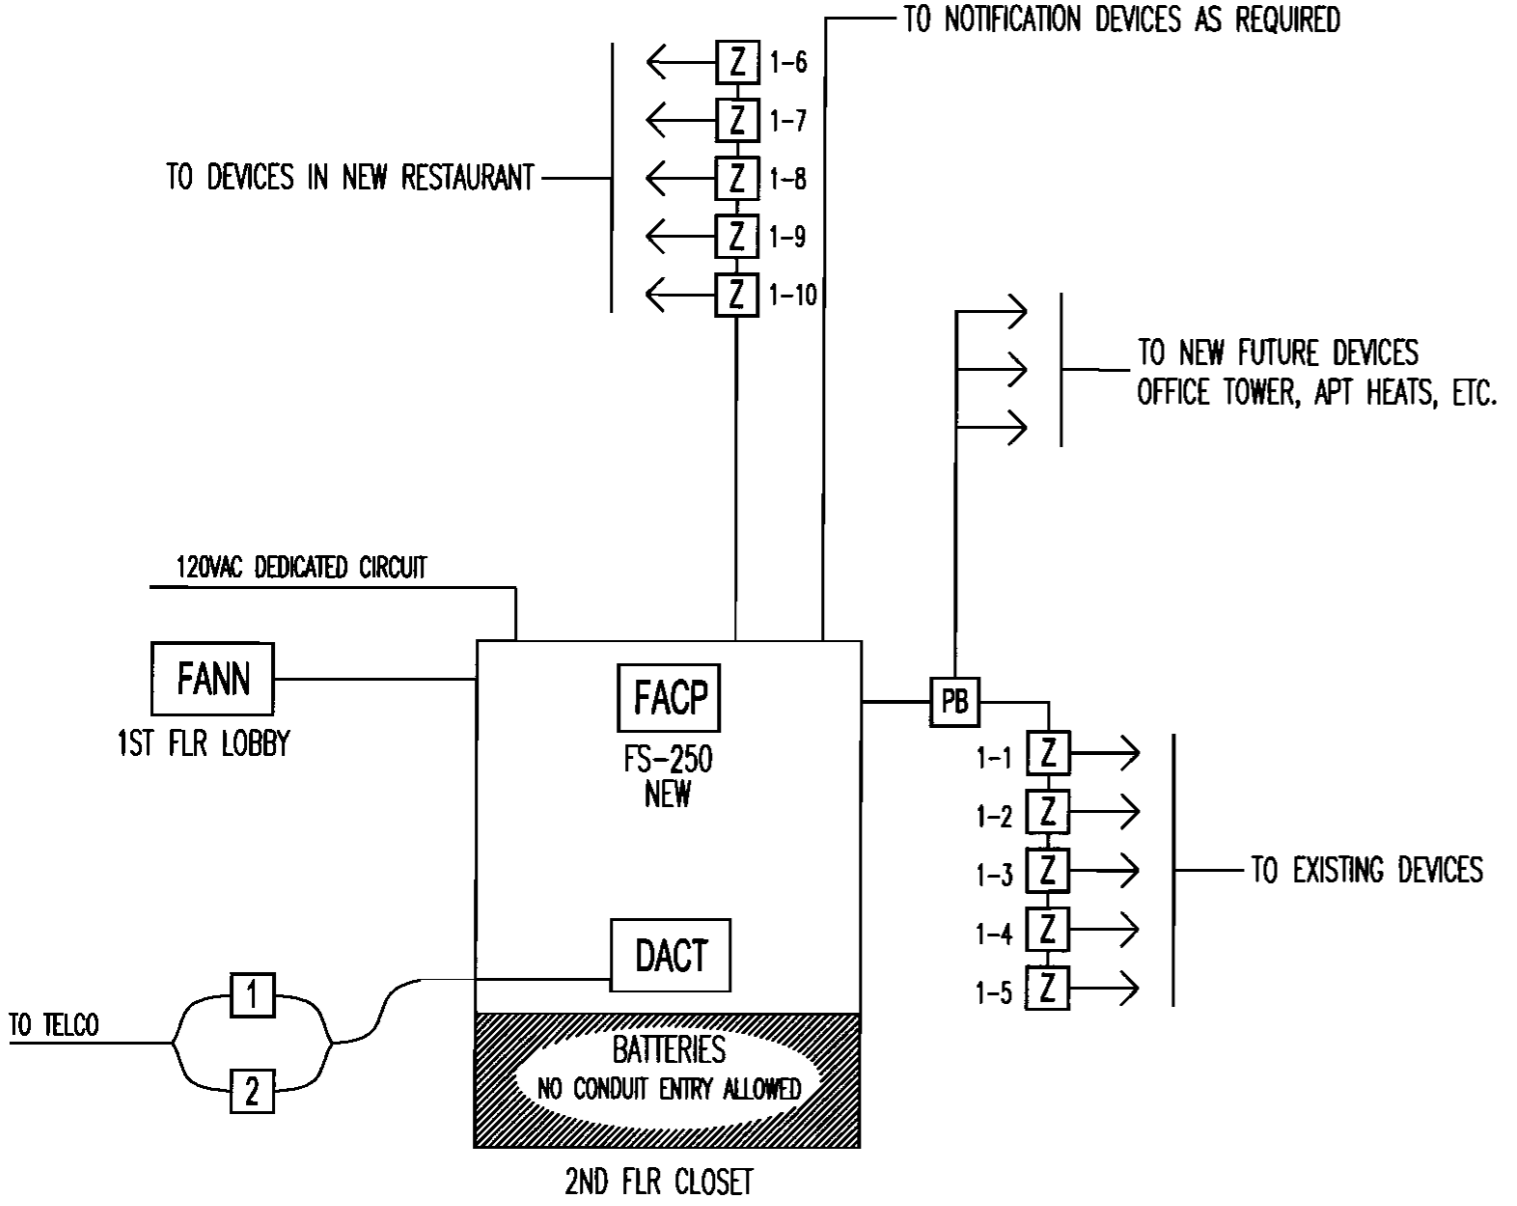 TO NOTIFICATION DEVICES AS REQUIRED
Z 1-6
Z 1-7
TO DEVICES IN NEW RESTAURANT
Z 1-8
Z 1-9
Z 1-10
TO NEW FUTURE DEVICES
OFFICE TOWER, APT HEATS, ETC.
120VAC DEDICATED CIRCUIT
FANN
1ST FLR LOBBY
FACP
FS-250
NEW
PB
1-1 Z
1-2 Z
1-3 Z
TO EXISTING DEVICES
1-4 Z
1-5 Z
DACT
1
TO TELCO
2
BATTERIES
NO CONDUIT ENTRY ALLOWED
2ND FLR CLOSET